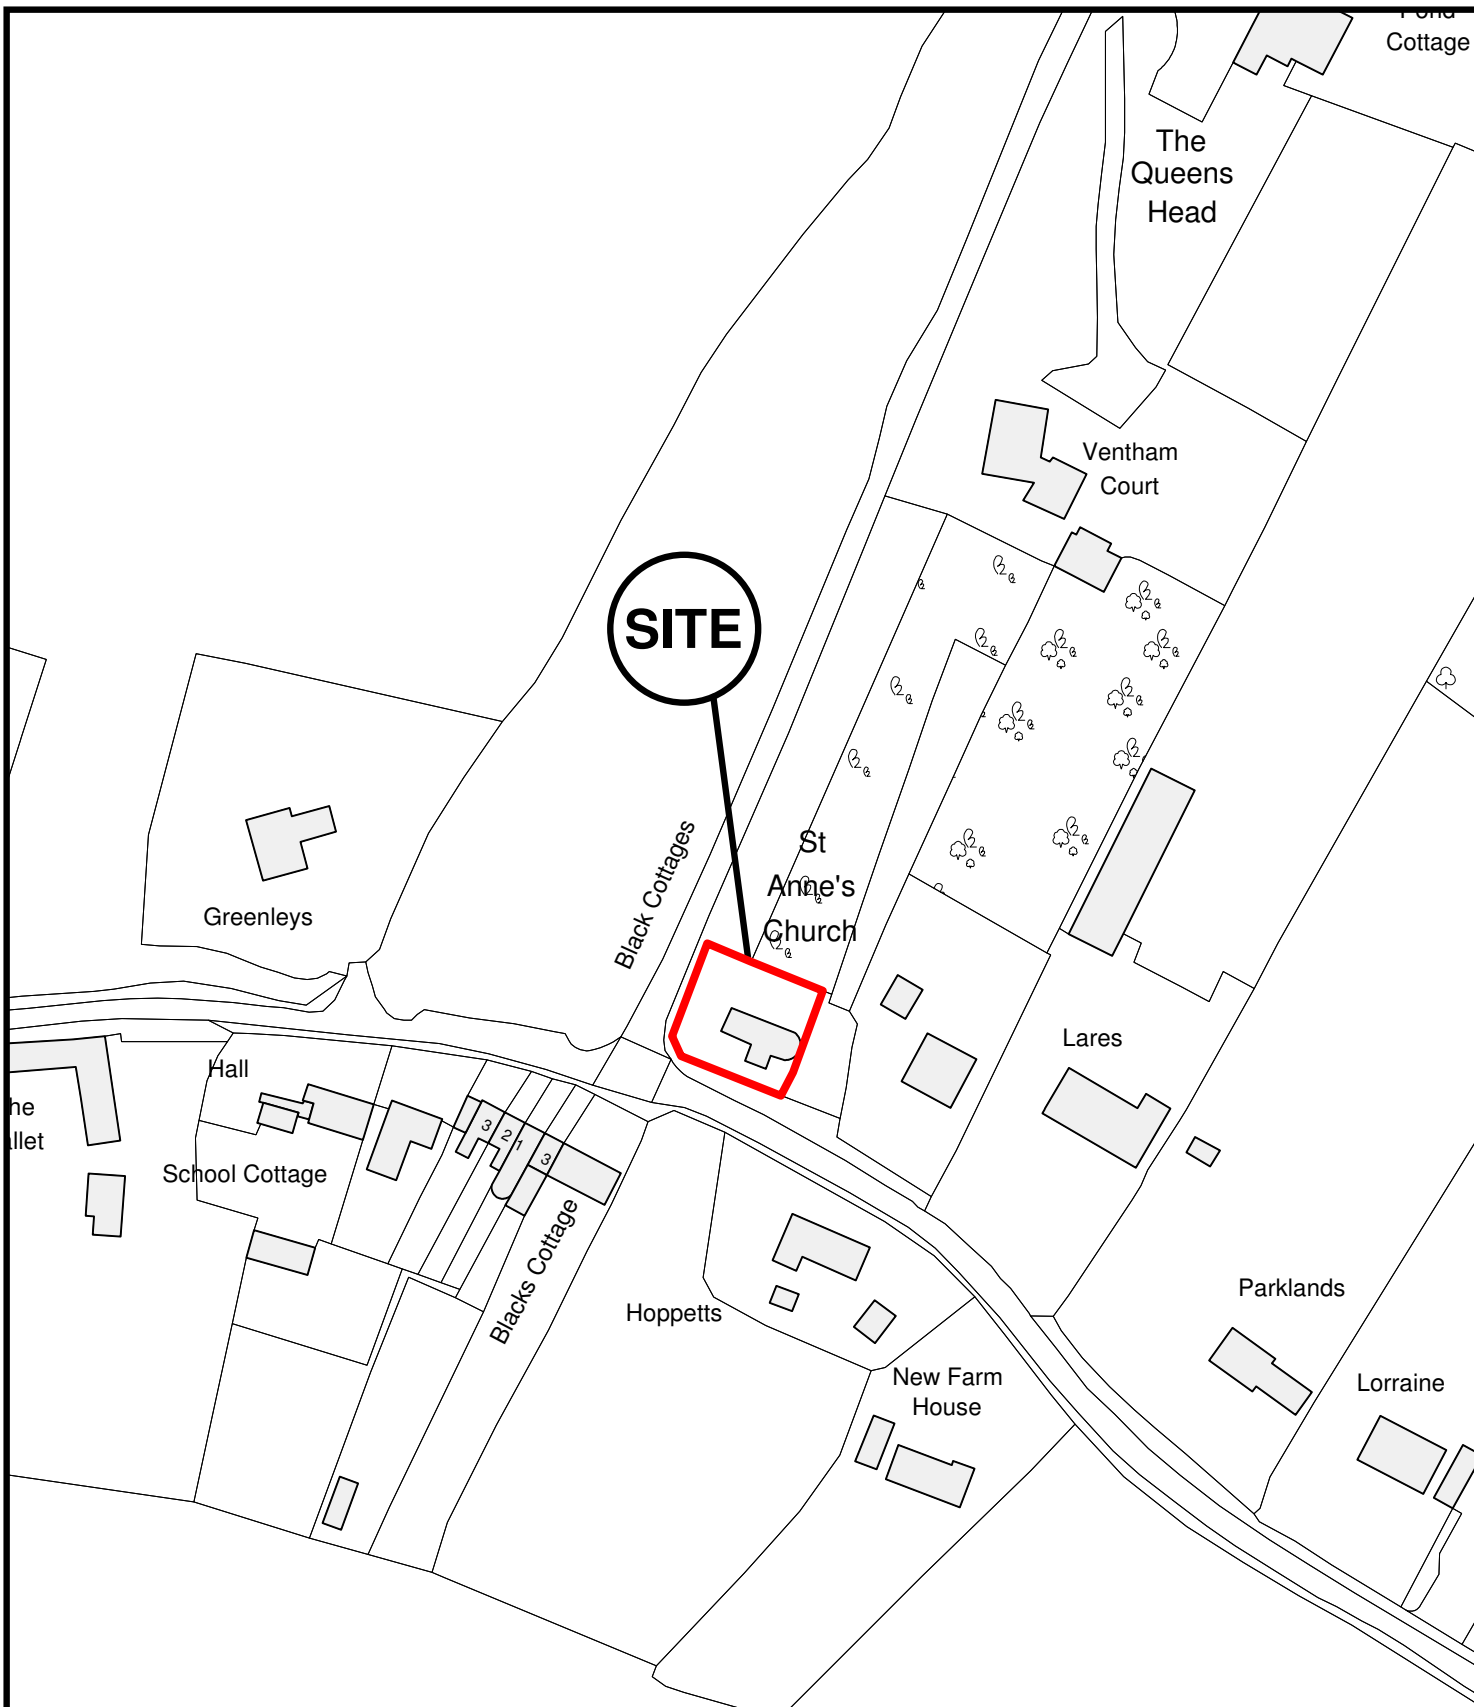 Cottage
The
Queens
Head
Ventham
Court
SITE
St
Anne's
Church
Black Cottages
Greenleys
Lares
Hall
School Cottage
3
2
1
3
Blacks Cottage
Hoppetts
Parklands
New Farm
House
Lorraine